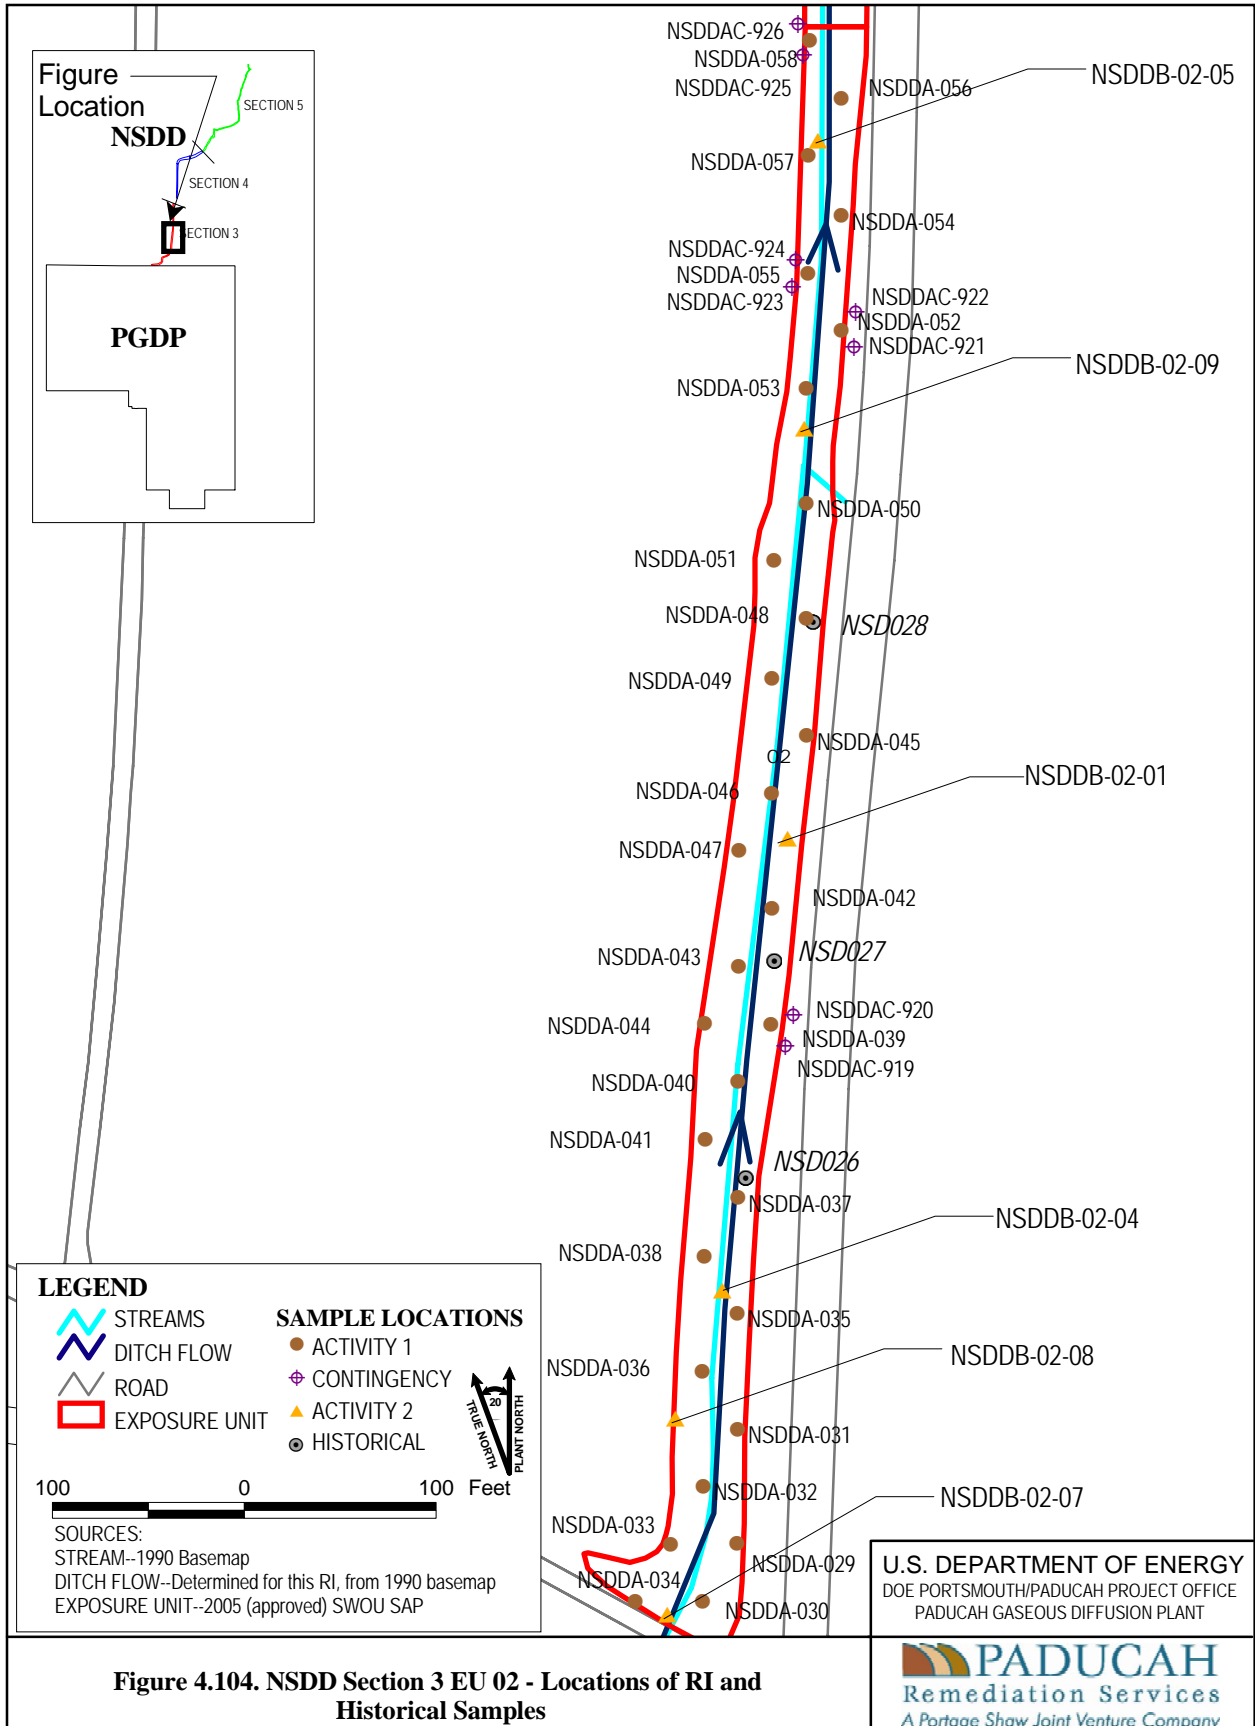 Figure
Location
NSDD
SECTION 5
SECTION 4
SECTION 3
PGDP
NSDDAC-926
NSDDA-058
NSDDAC-925
NSDDA-056
NSDDB-02-05
NSDDA-057
NSDDA-054
NSDDAC-924
NSDDA-055
NSDDAC-923
NSDDAC-922
NSDDA-052
NSDDAC-921
NSDDB-02-09
NSDDA-053
NSDDA-050
NSDDA-051
NSDDA-048
NSD028
NSDDA-049
NSDDA-045
02
NSDDB-02-01
NSDDA-046
NSDDA-047
NSDDA-042
NSDDA-043
NSD027
NSDDAC-920
NSDDA-044
NSDDA-039
NSDDAC-919
NSDDA-040
NSDDA-041
NSD026
NSDDA-037
NSDDB-02-04
NSDDA-038
NSDDA-035
NSDDA-036
NSDDB-02-08
NSDDA-031
NSDDA-032
NSDDB-02-07
NSDDA-033
NSDDA-029
NSDDA-034
NSDDA-030
LEGEND
STREAMS
DITCH FLOW
ROAD
EXPOSURE UNIT
SAMPLE LOCATIONS
ACTIVITY 1
CONTINGENCY
ACTIVITY 2
HISTORICAL
20
TRUE NORTH
PLANT NORTH
100 0 100 Feet
SOURCES:
STREAM--1990 Basemap
DITCH FLOW--Determined for this RI, from 1990 basemap
EXPOSURE UNIT--2005 (approved) SWOU SAP
U.S. DEPARTMENT OF ENERGY
DOE PORTSMOUTH/PADUCAH PROJECT OFFICE
PADUCAH GASEOUS DIFFUSION PLANT
Figure 4.104. NSDD Section 3 EU 02 - Locations of RI and
Historical Samples
PADUCAH
Remediation Services
A Portage Shaw Joint Venture Company